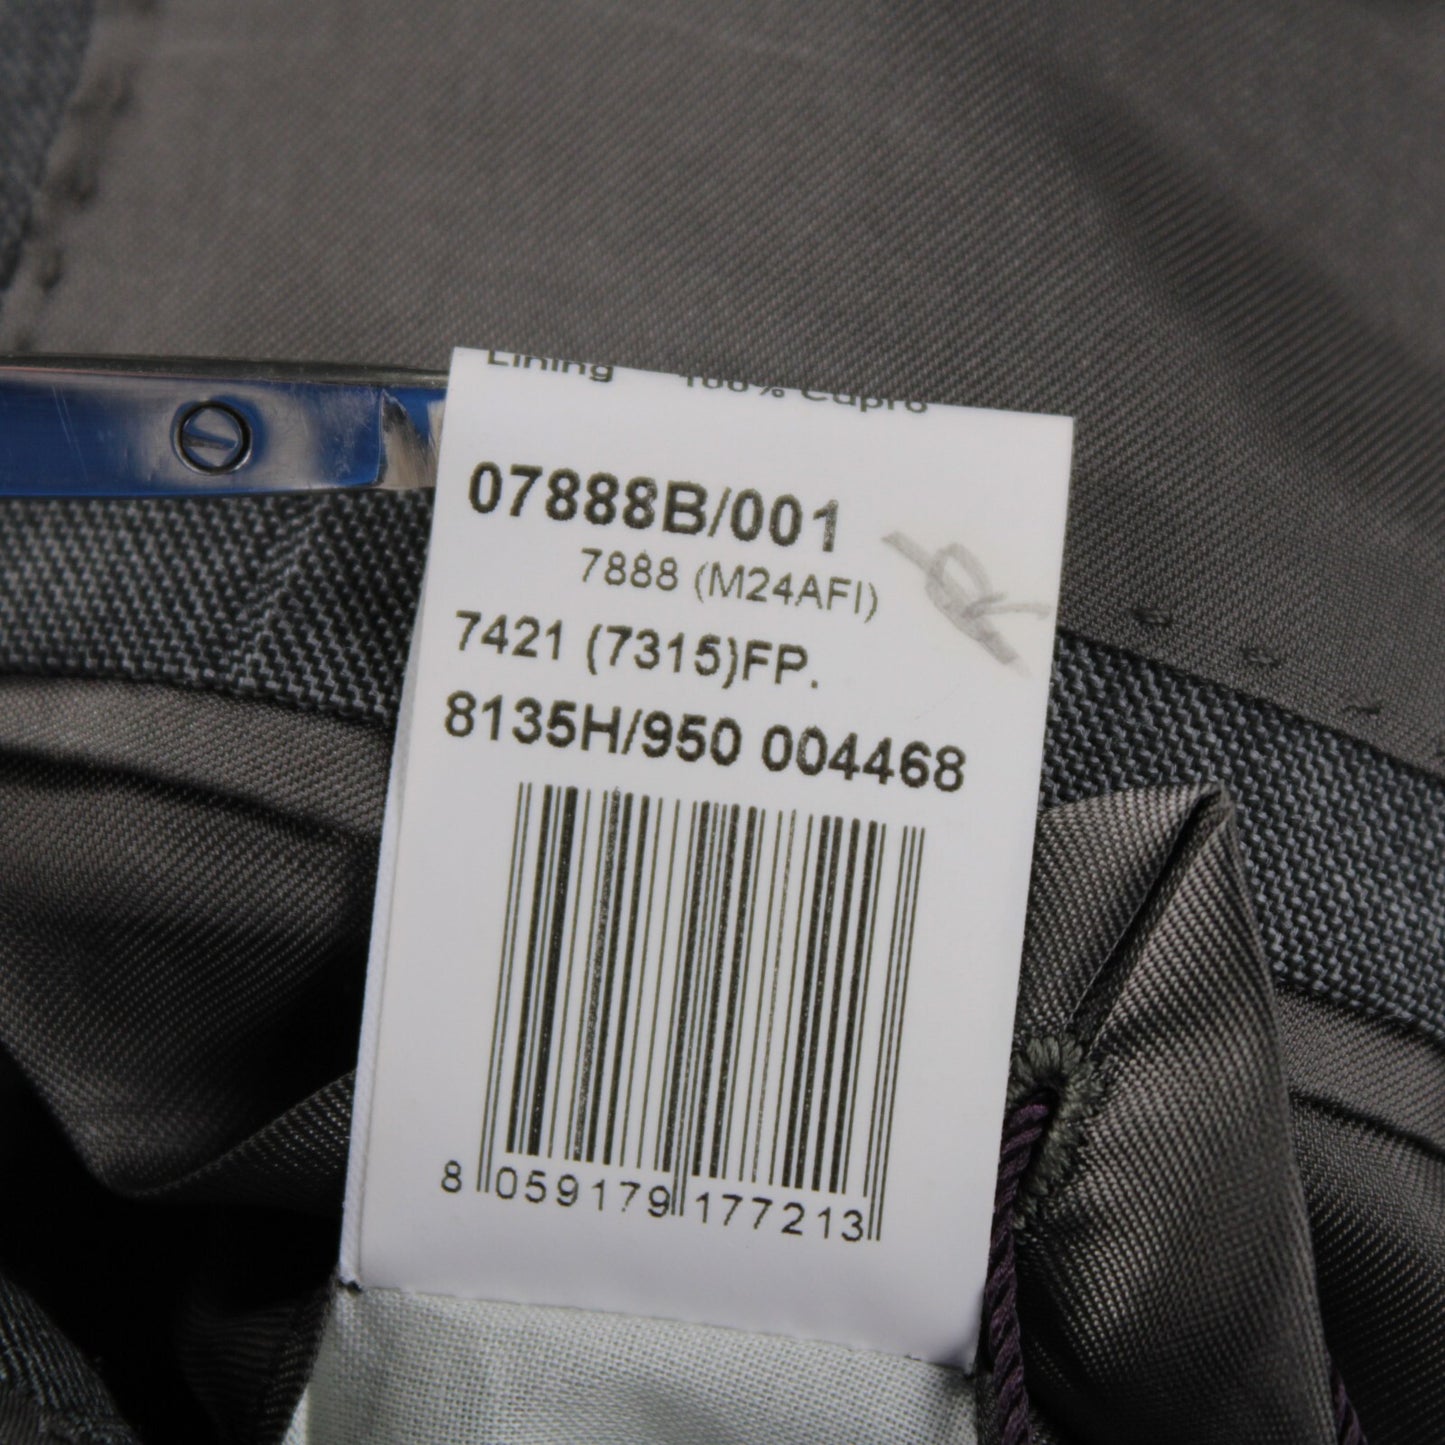 Lining 100% Cupro
07888B/001
7888 (M24AFI)
7421 (7315)FP.
8135H/950 004468
8 059179 177213